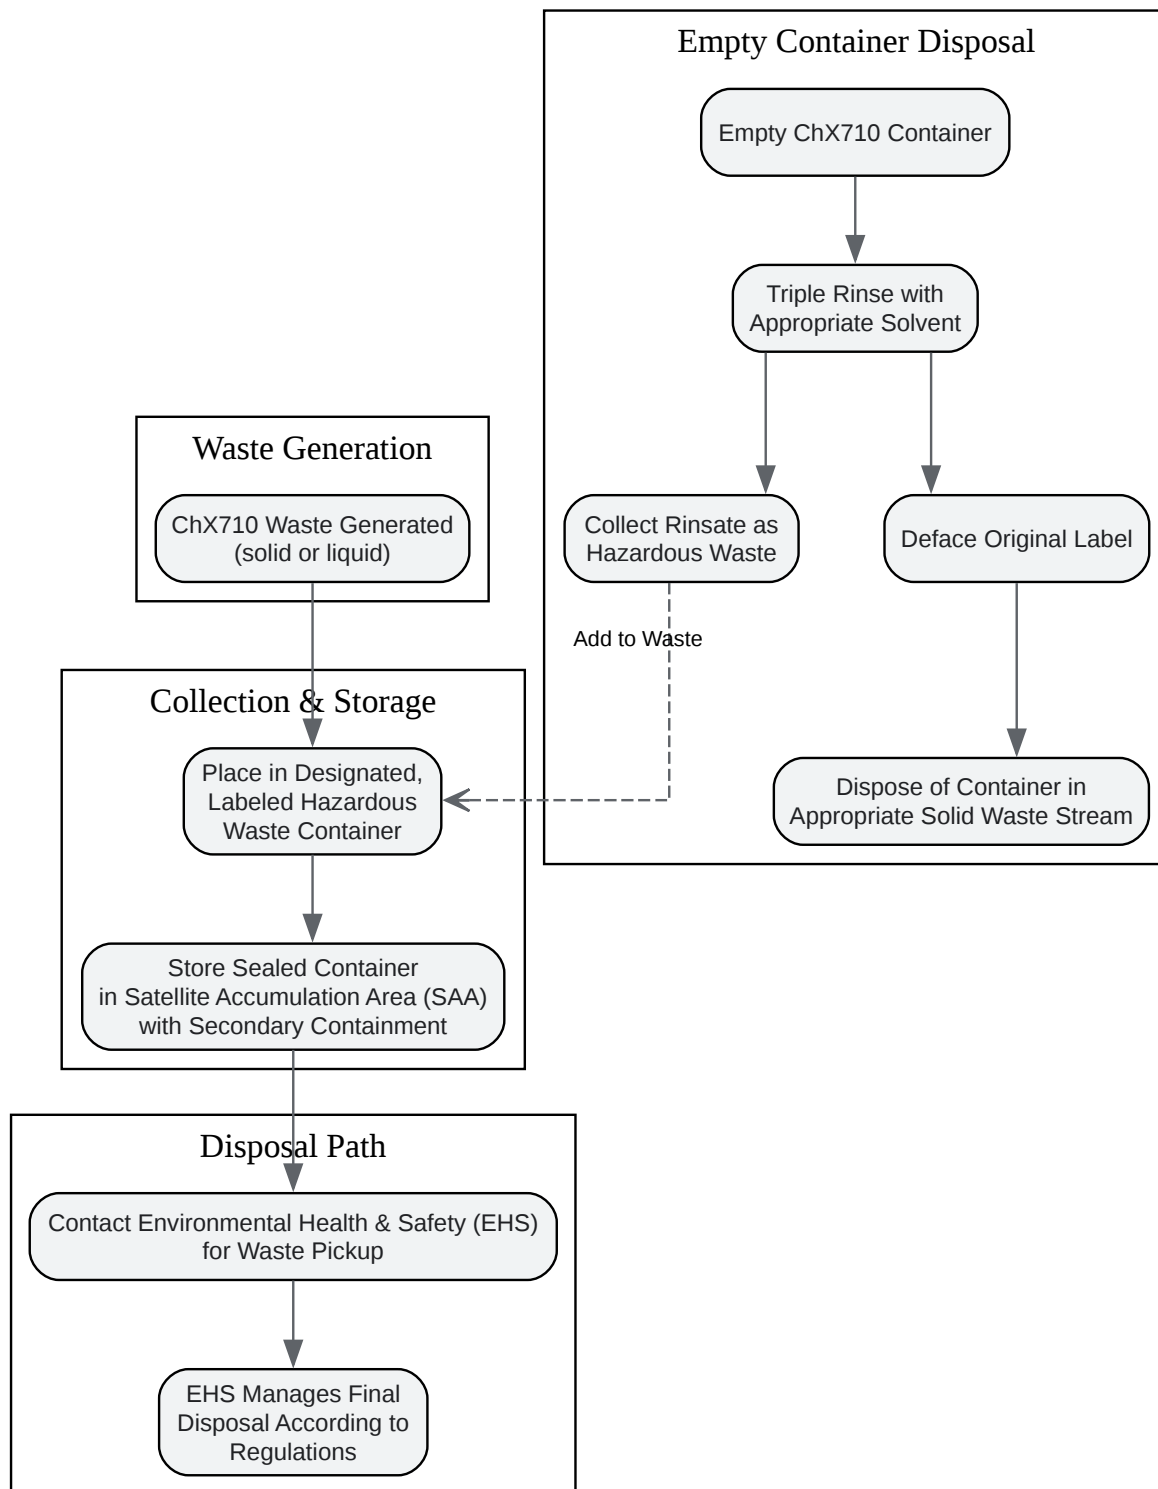 Empty Container Disposal
Empty ChX710 Container
Triple Rinse with
Appropriate Solvent
Waste Generation
ChX710 Waste Generated
(solid or liquid)
Collect Rinsate as
Hazardous Waste
Deface Original Label
Add to Waste
Collection & Storage
Place in Designated,
Labeled Hazardous
Waste Container
Dispose of Container in
Appropriate Solid Waste Stream
Store Sealed Container
in Satellite Accumulation Area (SAA)
with Secondary Containment
Disposal Path
Contact Environmental Health & Safety (EHS)
for Waste Pickup
EHS Manages Final
Disposal According to
Regulations